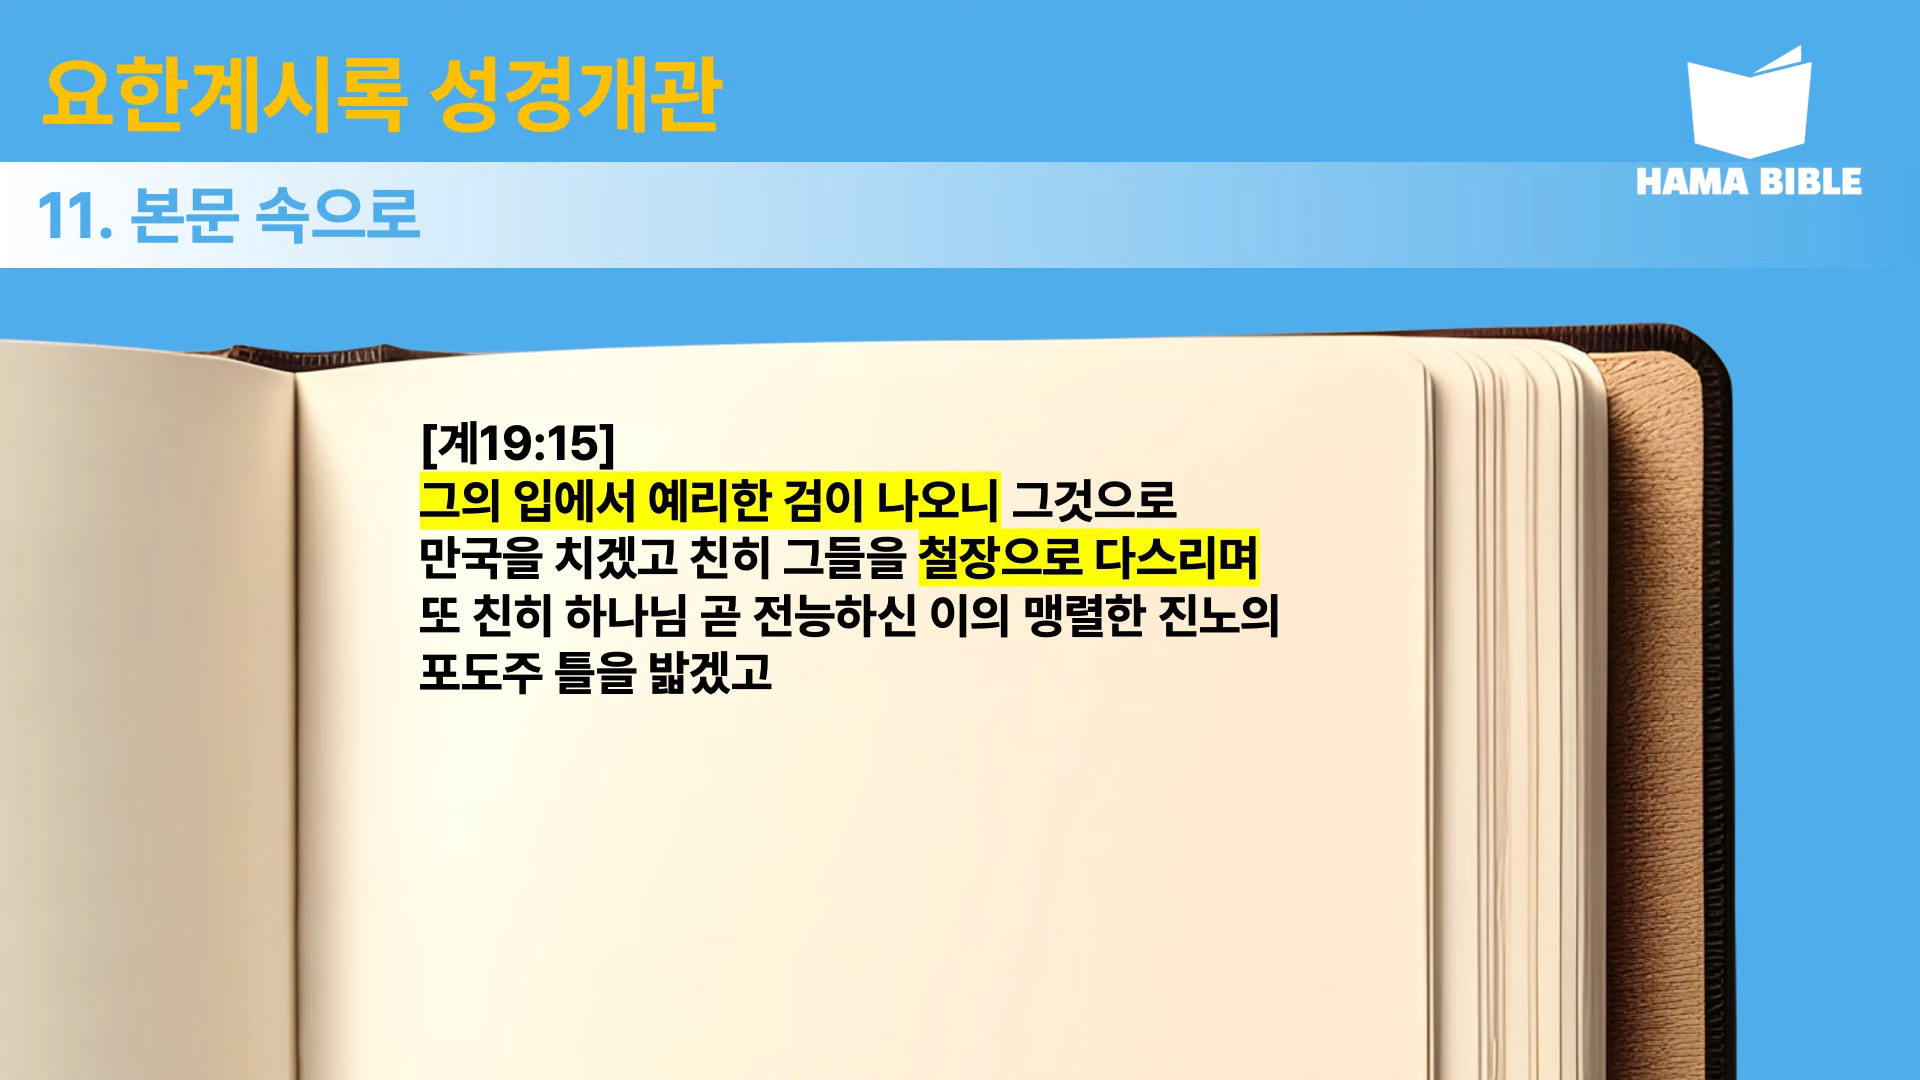 요한계시록 성경개관
HAMA BIBLE
11. 본문 속으로
[계19:15]
그의 입에서 예리한 검이 나오니 그것으로
만국을 치겠고 친히 그들을 철장으로 다스리며
또 친히 하나님 곧 전능하신 이의 맹렬한 진노의
포도주 틀을 밟겠고